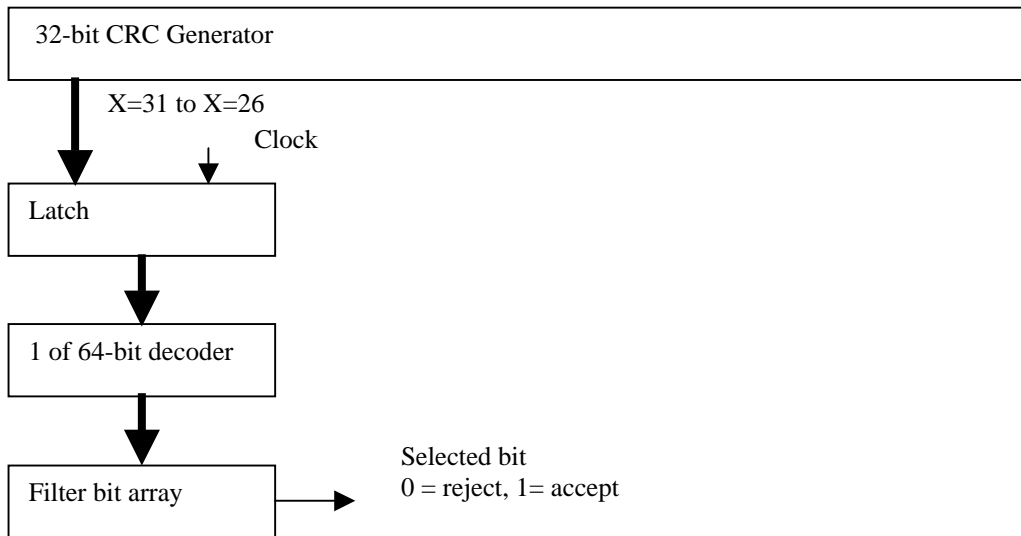 32-bit CRC Generator
X=31 to X=26
Clock
Latch
1 of 64-bit decoder
Filter bit array
Selected bit
0 = reject, 1= accept